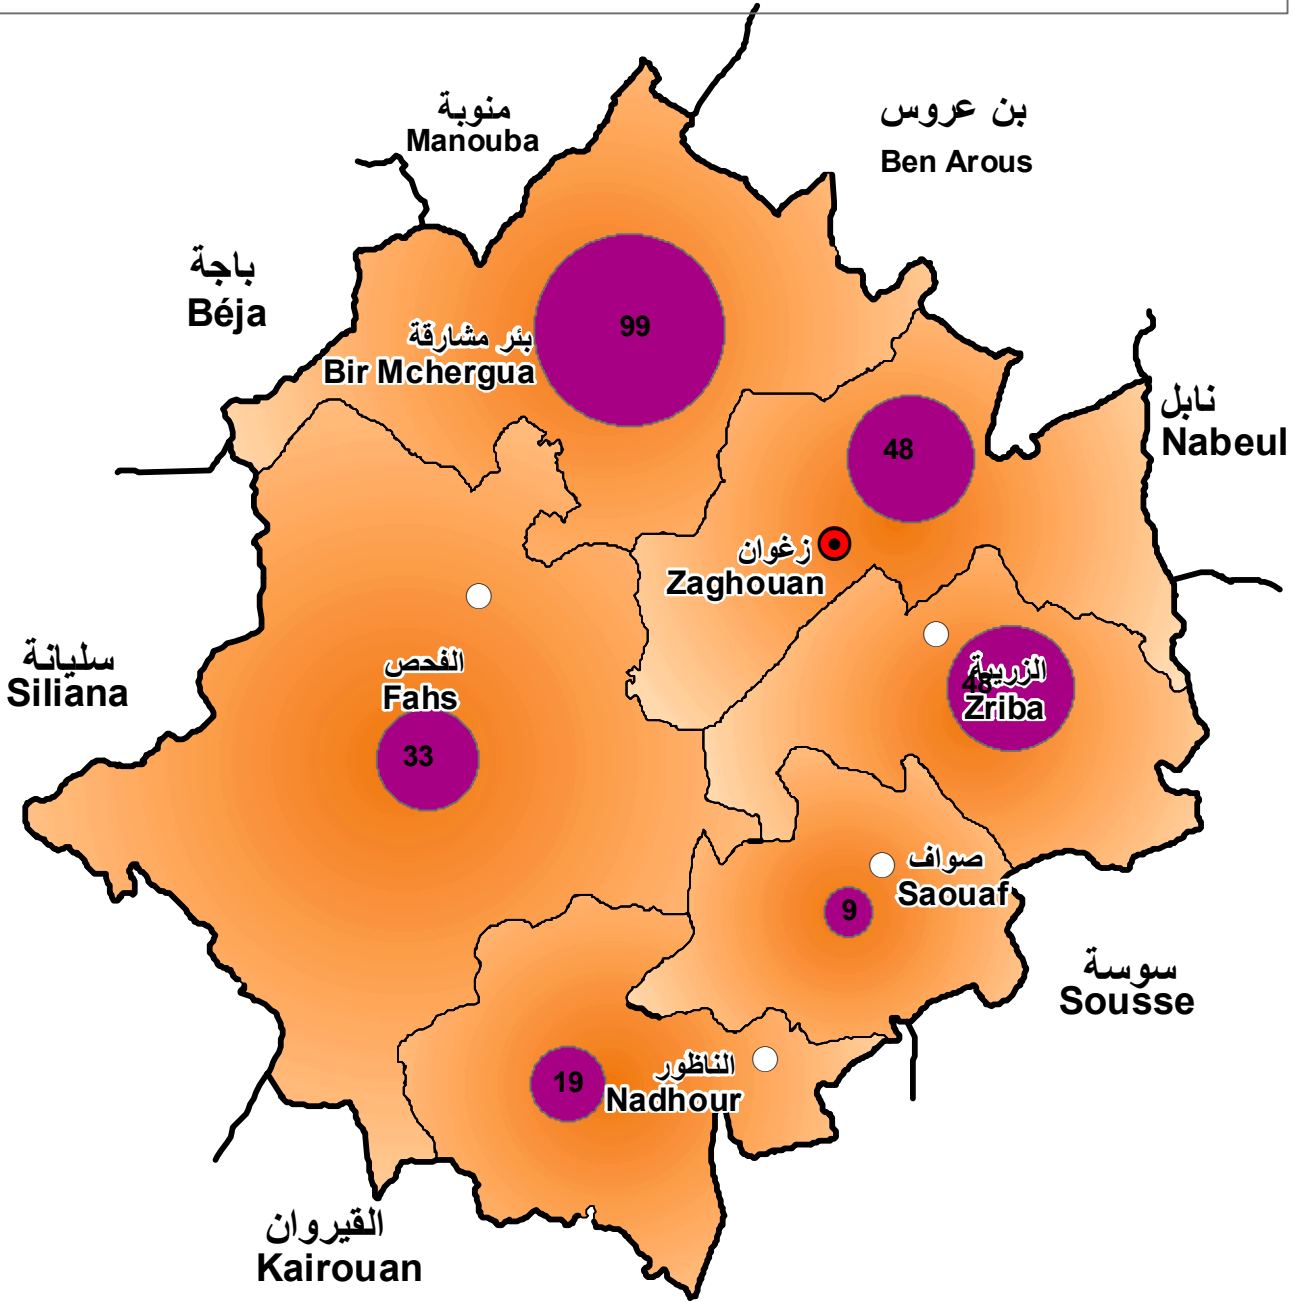 منوبة
Manouba
بن عروس
Ben Arous
باجة
Béja
99
بئر مشارقة
Bir Mchergua
نابل
Nabeul
48
زغوان
Zaghouan
سليانة
Siliana
الفحص
Fahs
33
الزريبة
48
Zriba
صواف
Saouaf
9
سوسة
Sousse
19
الناظور
Nadhour
القيروان
Kairouan